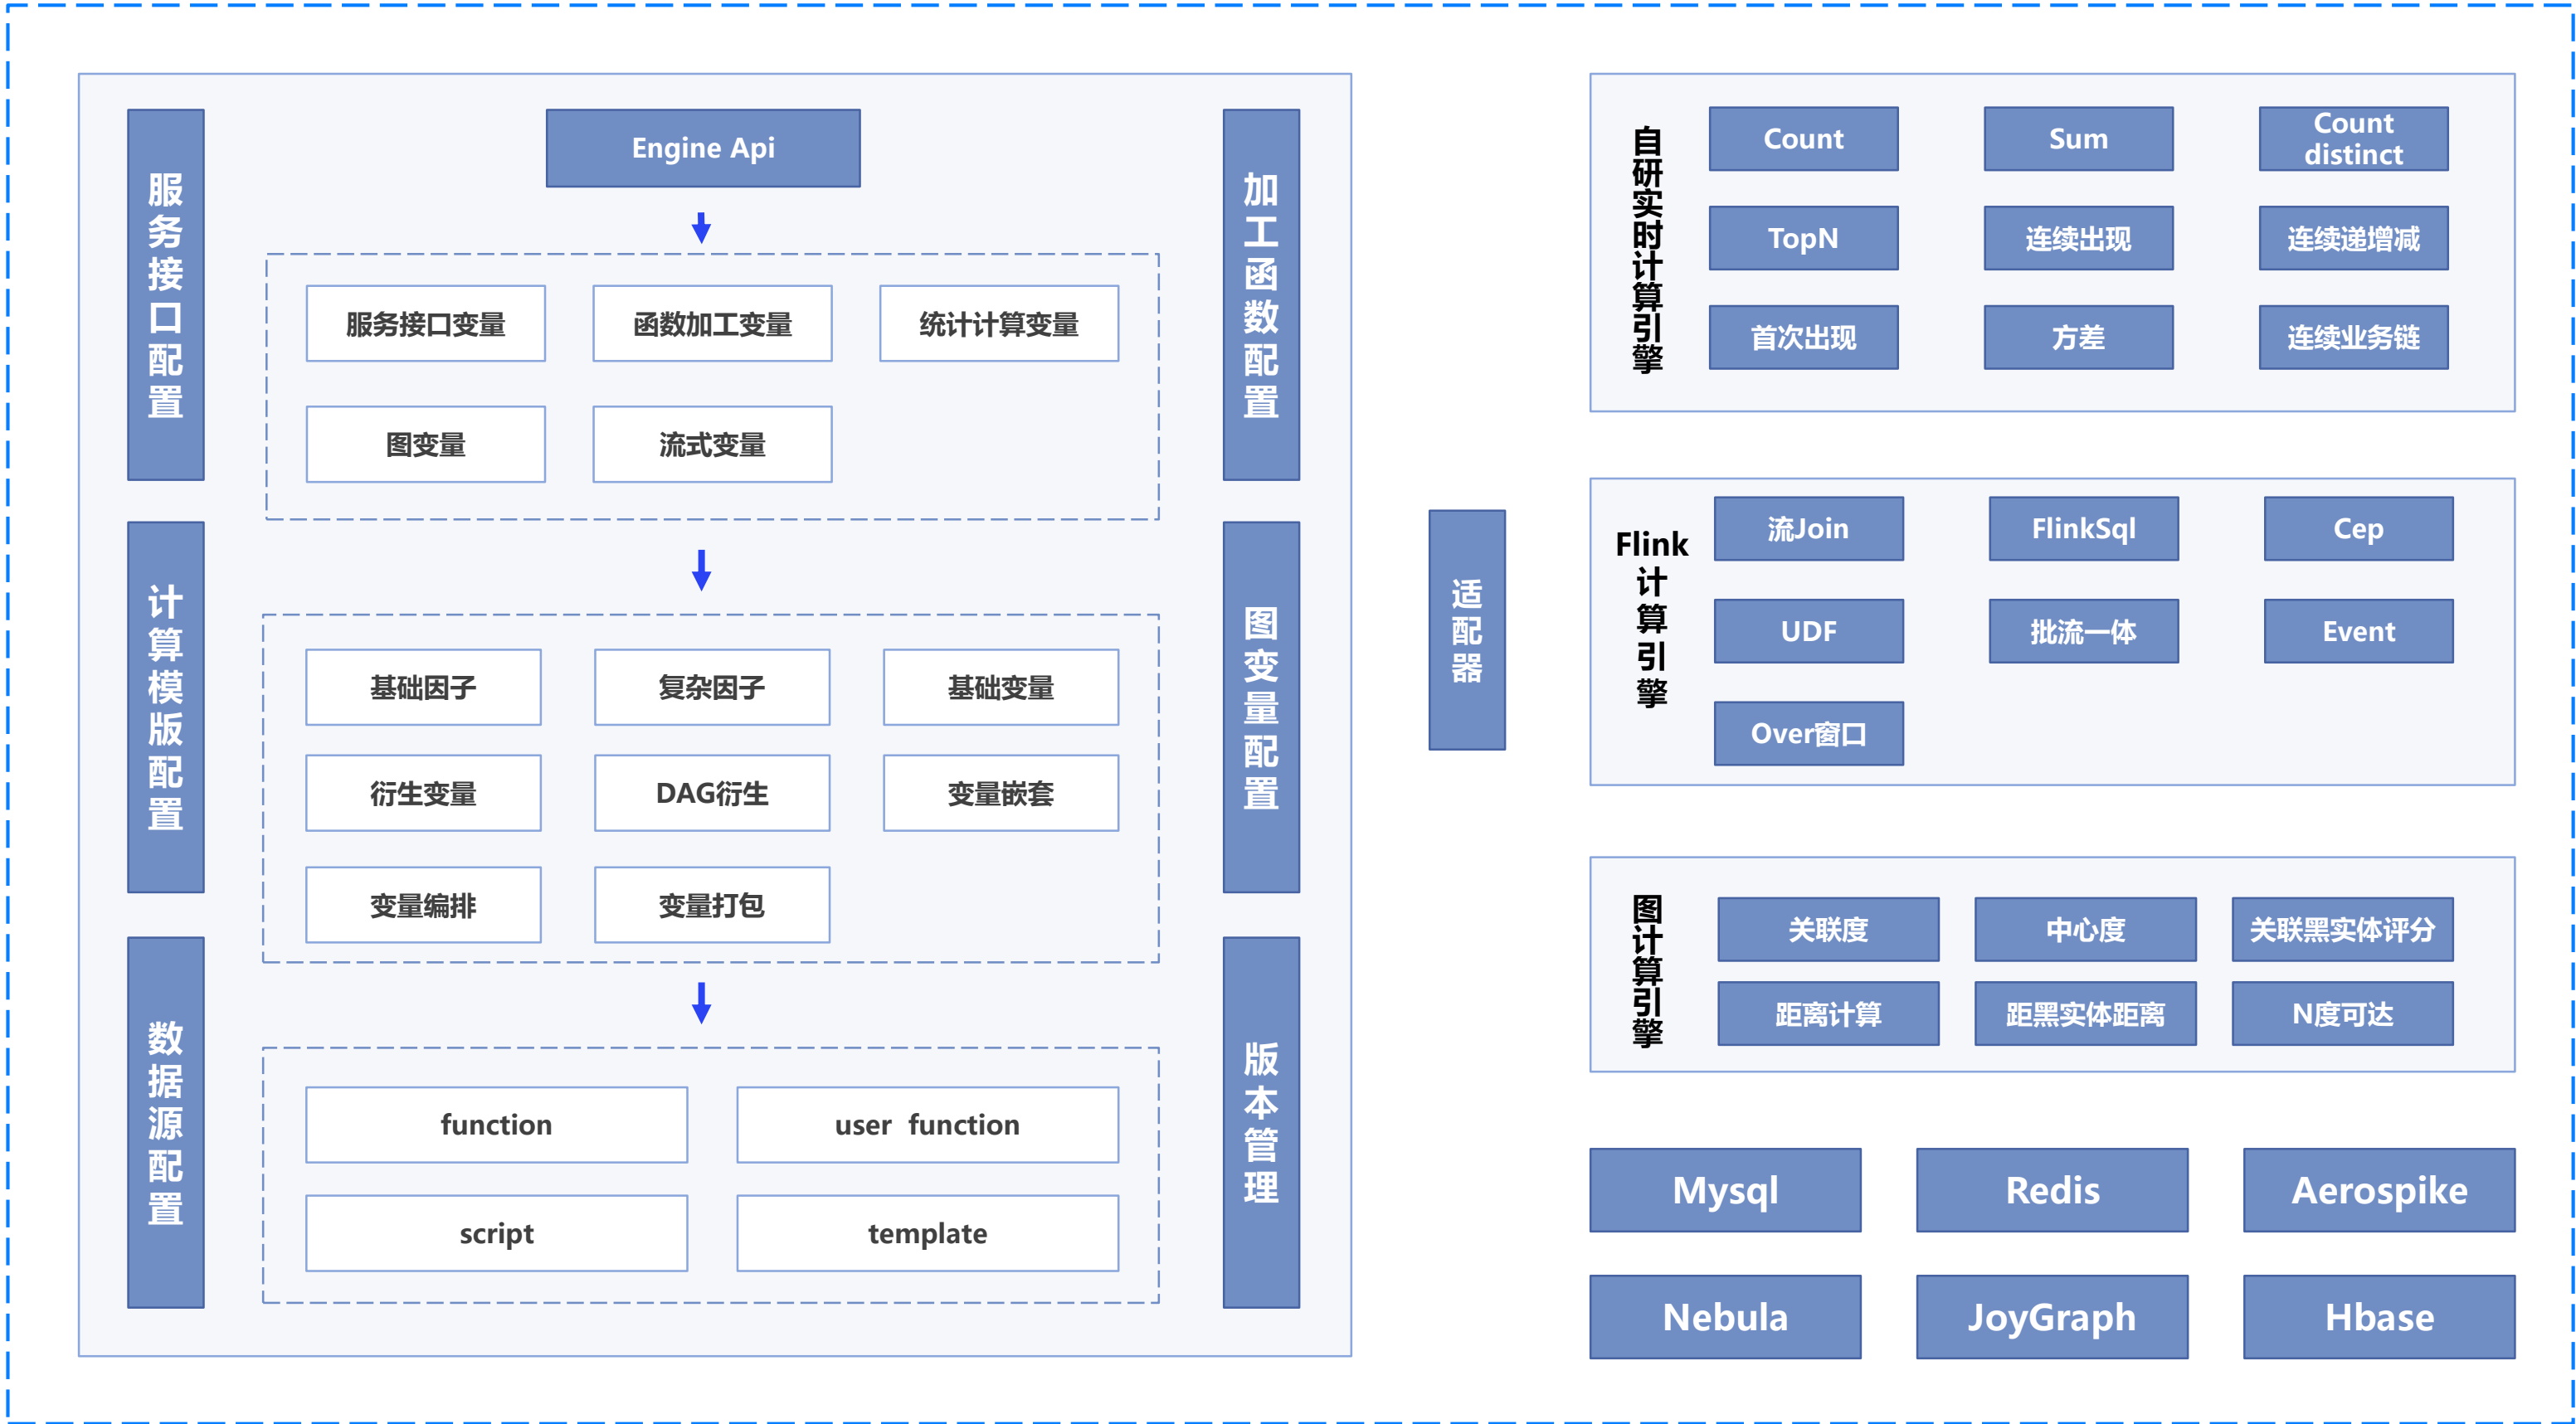 服务接口配置
计算模版配置
数据源配置
Engine Api
服务接口变量
函数加工变量
统计计算变量
图变量
流式变量
基础因子
复杂因子
基础变量
衍生变量
DAG衍生
变量嵌套
变量编排
变量打包
function
user function
script
template
加工函数配置
图变量配置
版本管理
适配器
自研实时计算引擎
Count
Sum
Count
distinct
TopN
连续出现
连续递增减
首次出现
方差
连续业务链
Flink
计算引擎
流Join
FlinkSql
Cep
UDF
批流一体
Event
Over窗口
图计算引擎
关联度
中心度
关联黑实体评分
距离计算
距黑实体距离
N度可达
Mysql
Redis
Aerospike
Nebula
JoyGraph
Hbase